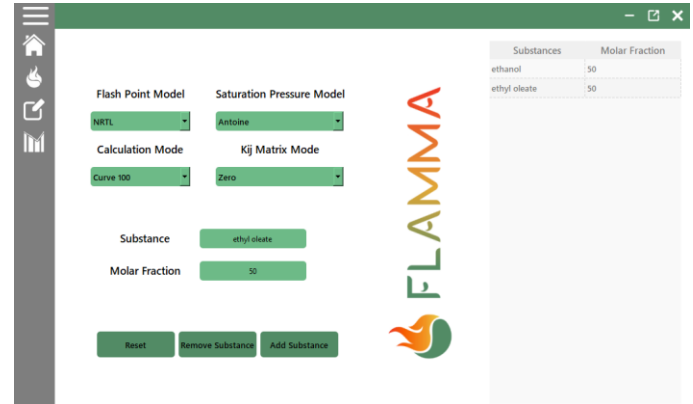 Substances Molar Fraction
ethanol 50
ethyl oleate 50
Flash Point Model Saturation Pressure Model
NRTL Antoine
Calculation Mode Kij Matrix Mode
Curve 100 Zero
Substance ethyl oleate
Molar Fraction 50
Reset Remove Substance Add Substance
FLAMMA